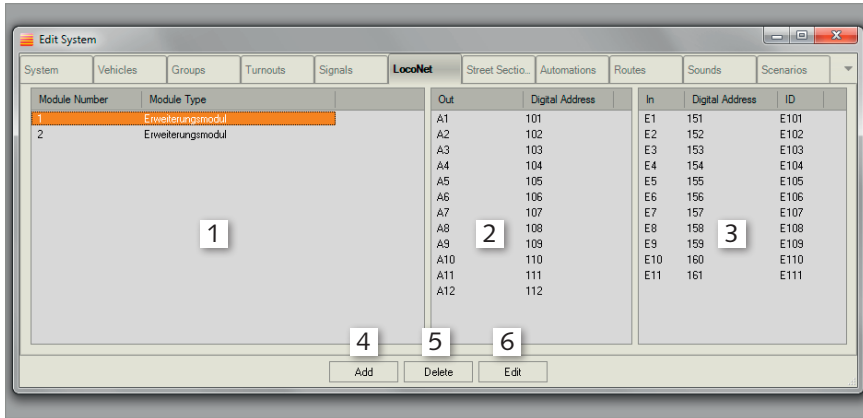 Edit System
System Vehicles Groups Turnouts Signals LocoNet Street Sectio... Automations Routes Sounds Scenarios
Module Number Module Type Out Digital Address In Digital Address ID
1 Erweiterungsmodul A1 101 E1 151 E101
2 Erweiterungsmodul A2 102 E2 152 E102
A3 103 E3 153 E103
A4 104 E4 154 E104
A5 105 E5 155 E105
A6 106 E6 156 E106
A7 107 E7 157 E107
1 A8 2 108 E8 158 3 E108
A9 109 E9 159 E109
A10 110 E10 160 E110
A11 111 E11 161 E111
A12 112
4 5 6
Add Delete Edit